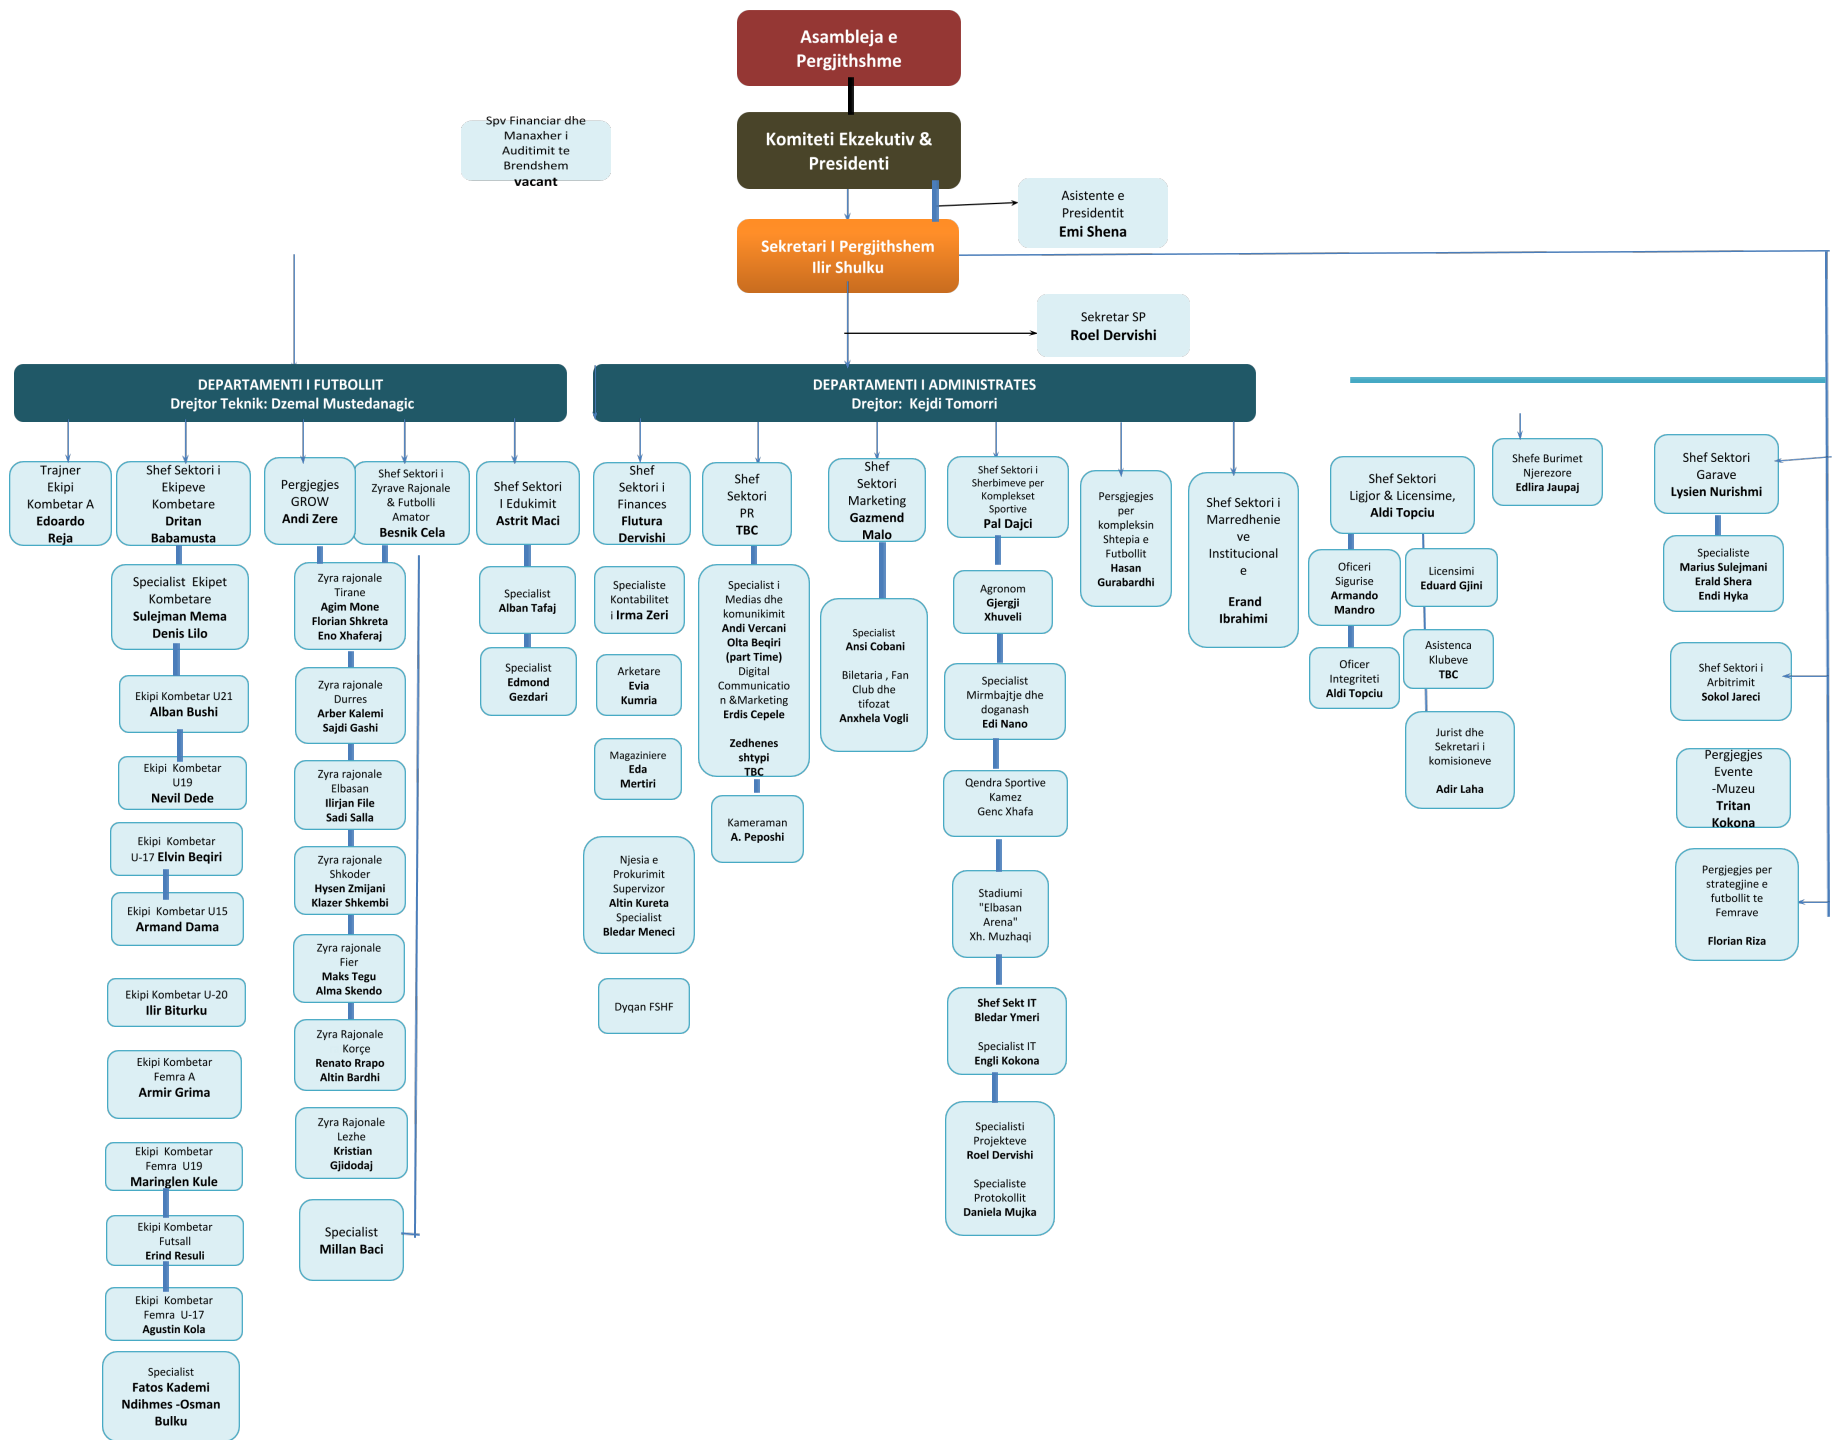 Asambleja e
Pergjithshme
Spv Financiar dhe
Manaxher i
Auditimit te
Brendshem
vacant
Komiteti Ekzekutiv &
Presidenti
Asistente e
Presidentit
Emi Shena
Sekretari I Pergjithshem
Ilir Shulku
Sekretar SP
Roel Dervishi
DEPARTAMENTI I FUTBOLLIT
Drejtor Teknik: Dzemal Mustedanagic
DEPARTAMENTI I ADMINISTRATES
Drejtor:  Kejdi Tomorri
Trajner
Ekipi
Kombetar A
Edoardo
Reja
Shef Sektori i
Ekipeve
Kombetare
Dritan
Babamusta
Specialist  Ekipet
Kombetare
Sulejman Mema
Denis Lilo
Ekipi Kombetar U21
Alban Bushi
Ekipi  Kombetar
U19
Nevil Dede
Ekipi  Kombetar
U-17 Elvin Beqiri
Ekipi  Kombetar U15
Armand Dama
Ekipi Kombetar U-20
Ilir Biturku
Ekipi Kombetar
Femra A
Armir Grima
Ekipi  Kombetar
Femra  U19
Maringlen Kule
Ekipi Kombetar
Futsall
Erind Resuli
Ekipi  Kombetar
Femra  U-17
Agustin Kola
Specialist
Fatos Kademi
Ndihmes -Osman
Bulku
Pergjegjes
GROW
Andi Zere
Shef Sektori i
Zyrave Rajonale
& Futbolli
Amator
Besnik Cela
Zyra rajonale
Tirane
Agim Mone
Florian Shkreta
Eno Xhaferaj
Zyra rajonale
Durres
Arber Kalemi
Sajdi Gashi
Zyra rajonale
Elbasan
Ilirjan File
Sadi Salla
Zyra rajonale
Shkoder
Hysen Zmijani
Klazer Shkembi
Zyra rajonale
Fier
Maks Tegu
Alma Skendo
Zyra Rajonale
Korçe
Renato Rrapo
Altin Bardhi
Zyra Rajonale
Lezhe
Kristian
Gjidodaj
Specialist
Millan Baci
Shef Sektori
I Edukimit
Astrit Maci
Specialist
Alban Tafaj
Specialist
Edmond
Gezdari
Shef
Sektori i
Finances
Flutura
Dervishi
Specialiste
Kontabilitet
i Irma Zeri
Arketare
Evia
Kumria
Magaziniere
Eda
Mertiri
Njesia e
Prokurimit
Supervizor
Altin Kureta
Specialist
Bledar Meneci
Dyqan FSHF
Shef
Sektori
PR
TBC
Specialist i
Medias dhe
komunikimit
Andi Vercani
Olta Beqiri
(part Time)
Digital
Communicatio
n &Marketing
Erdis Cepele
Zedhenes
shtypi
TBC
Kameraman
A. Peposhi
Shef
Sektori
Marketing
Gazmend
Malo
Specialist
Ansi Cobani
Biletaria , Fan
Club dhe
tifozat
Anxhela Vogli
Shef Sektori i
Sherbimeve per
Komplekset
Sportive
Pal Dajci
Agronom
Gjergji
Xhuveli
Specialist
Mirmbajtje dhe
doganash
Edi Nano
Qendra Sportive
Kamez
Genc Xhafa
Stadiumi
"Elbasan
Arena"
Xh. Muzhaqi
Shef Sekt IT
Bledar Ymeri
Specialist IT
Engli Kokona
Specialisti
Projekteve
Roel Dervishi
Specialiste
Protokollit
Daniela Mujka
Persgjegjes
per
kompleksin
Shtepia e
Futbollit
Hasan
Gurabardhi
Shef Sektori i
Marredhenie
ve
Institucional
e
Erand
Ibrahimi
Shef Sektori
Ligjor & Licensime,
Aldi Topciu
Oficeri
Sigurise
Armando
Mandro
Oficer
Integriteti
Aldi Topciu
Licensimi
Eduard Gjini
Asistenca
Klubeve
TBC
Jurist dhe
Sekretari i
komisioneve
Adir Laha
Shefe Burimet
Njerezore
Edlira Jaupaj
Shef Sektori
Garave
Lysien Nurishmi
Specialiste
Marius Sulejmani
Erald Shera
Endi Hyka
Shef Sektori i
Arbitrimit
Sokol Jareci
Pergjegjes
Evente
-Muzeu
Tritan
Kokona
Pergjegjes per
strategjine e
futbollit te
Femrave
Florian Riza